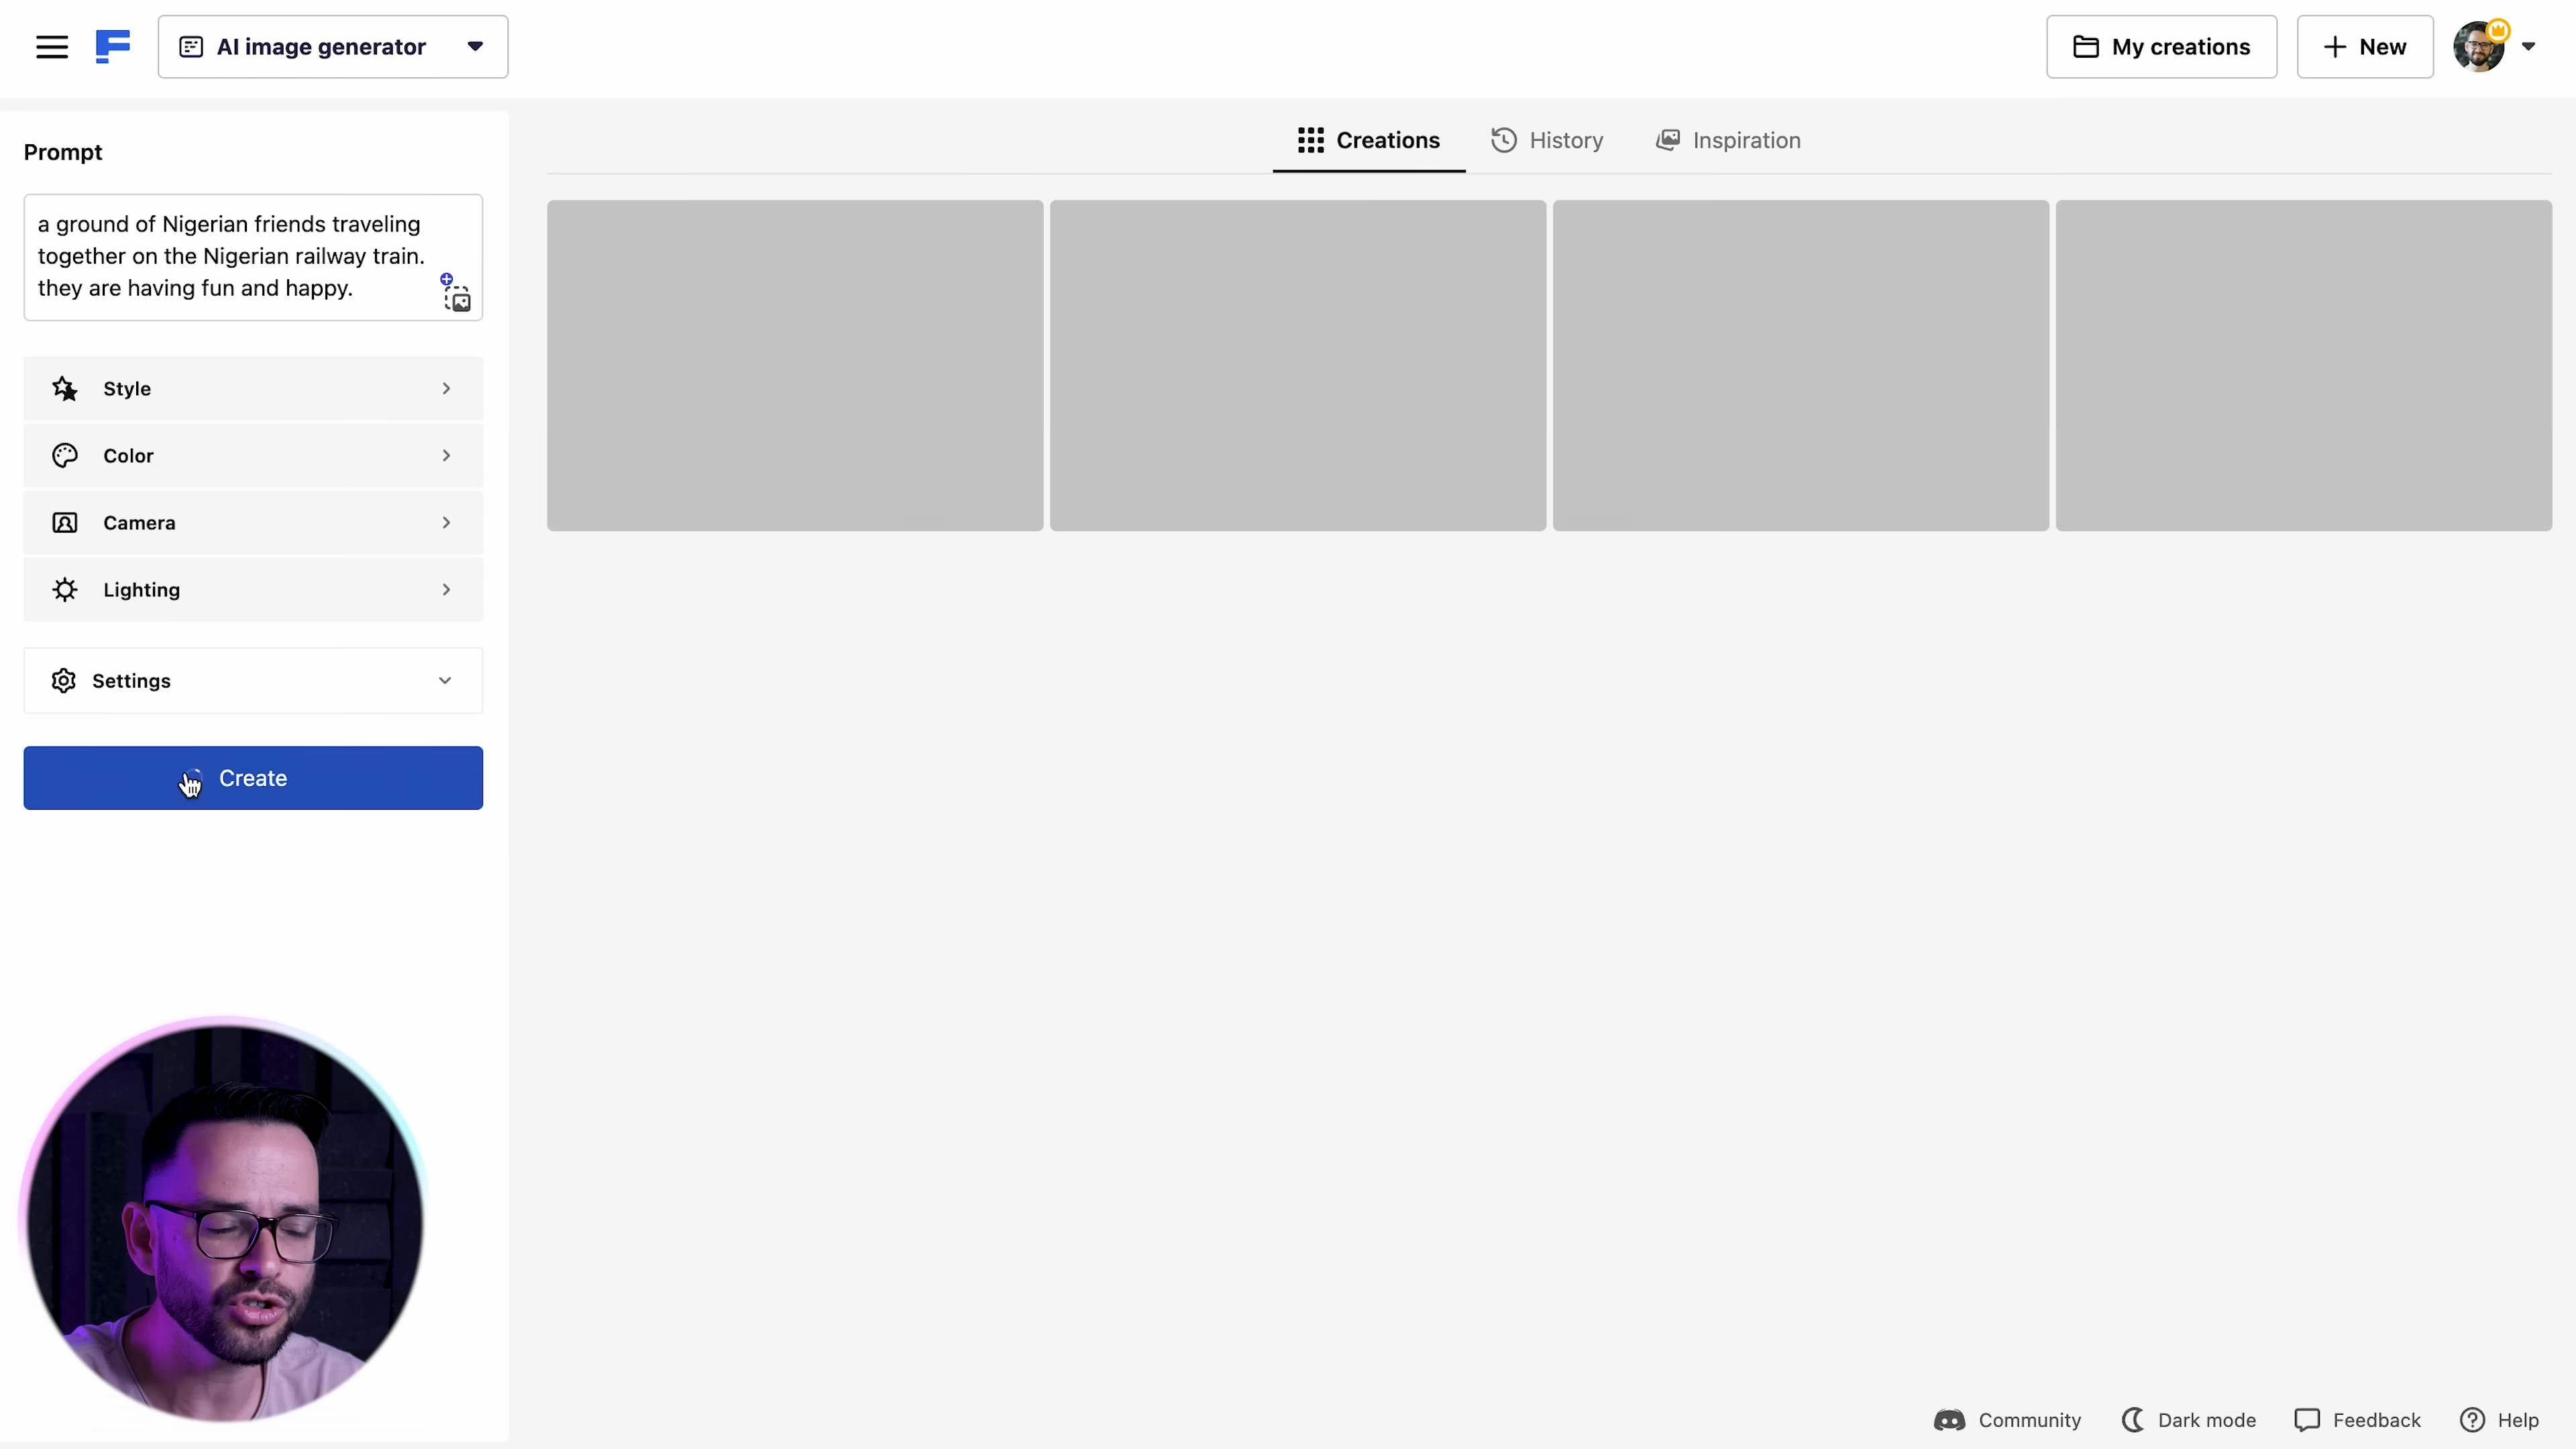 AI image generator
My creations
New
Prompt
Creations
History
Inspiration
a ground of Nigerian friends traveling
together on the Nigerian railway train.
they are having fun and happy.
Style
Color
Camera
Lighting
Settings
Create
Community
Dark mode
Feedback
Help